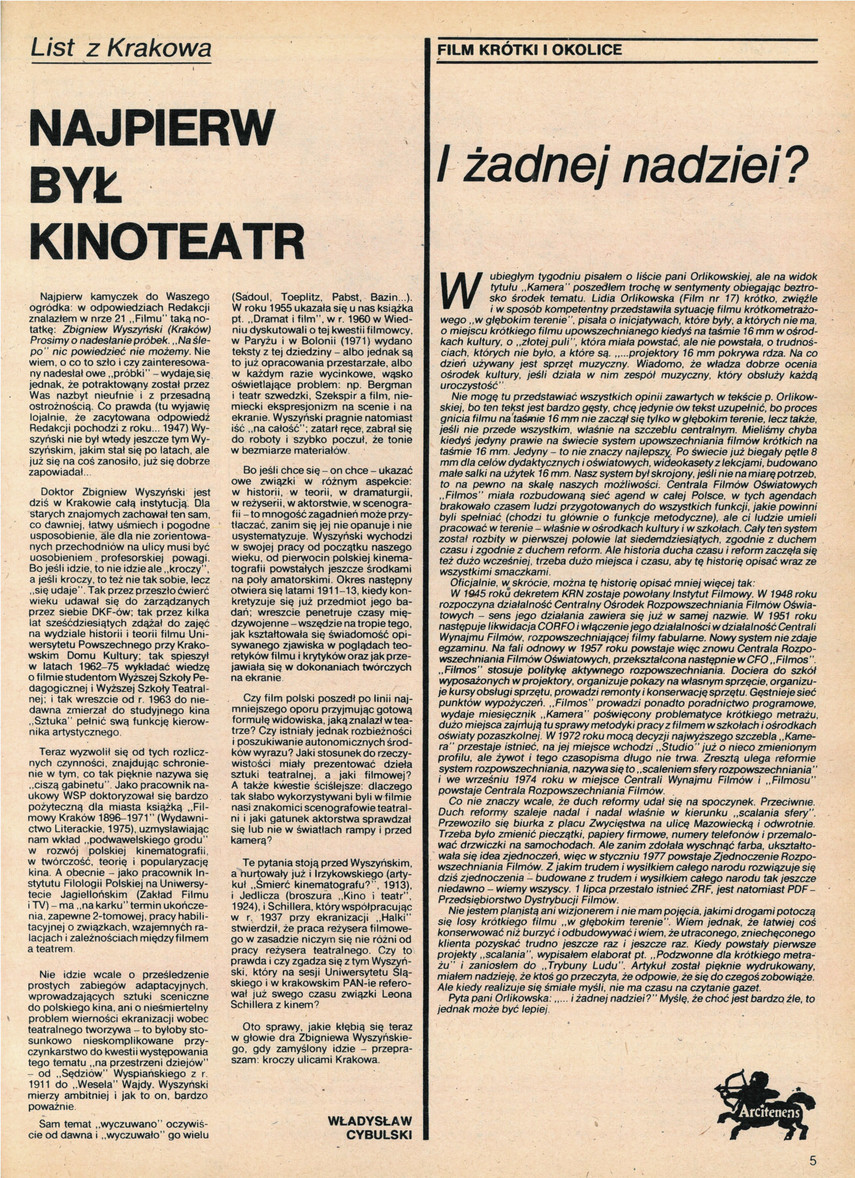 List z Krakowa
NAJPIERW
BYŁ
KINOTEATR
Najpierw kamyczek do Waszego
ogródka: w odpowiedziach Redakcji
znalazłem w nrze 21 „Filmu” taką no-
tatkę: Zbigniew Wyszyński (Kraków)
Prosimy o nadesłanie próbek. „Na śle-
po” nic powiedzieć nie możemy. Nie
wiem, o co to szło i czy zainteresowa-
ny nadesłał owe „próbki” – wydaje się
jednak, że potraktowany został przez
Was nazbyt nieufnie i z przesadną
ostrożnością. Co prawda (tu wyjawię
lojalnie, że zacytowana odpowiedź
Redakcji pochodzi z roku... 1947) Wy-
szyński nie był wtedy jeszcze tym Wy-
szyńskim, jakim stał się po latach, ale
już się na coś zanosiło, już się dobrze
zapowiadał...
Doktor Zbigniew Wyszyński jest
dziś w Krakowie całą instytucją. Dla
starych znajomych zachował ten sam,
co dawniej, łatwy uśmiech i pogodne
usposobienie, ale dla nie zorientowa-
nych przechodniów na ulicy musi być
uosobieniem profesorskiej powagi.
Bo jeśli idzie, to nie idzie ale „kroczy”,
a jeśli kroczy, to też nie tak sobie, lecz
„się udaje”. Tak przez przeszło ćwierć
wieku udawał się do zarządzanych
przez siebie DKF-ów; tak przez kilka
lat sześćdziesiątych zdążał do zajęć
na wydziale historii i teorii filmu Uni-
wersytetu Powszechnego przy Krako-
wskim Domu Kultury; tak spieszył
w latach 1962-75 wykładać wiedzę
o filmie studentom Wyższej Szkoły Pe-
dagogicznej i Wyższej Szkoły Teatral-
nej; i tak wreszcie od r. 1963 do nie-
dawna zmierzał do studyjnego kina
„Sztuka” pełnić swą funkcję kierow-
nika artystycznego.
Teraz wyzwolił się od tych rozlicz-
nych czynności, znajdując schronie-
nie w tym, co tak pięknie nazywa się
„ciszą gabinetu”. Jako pracownik na-
ukowy WSP doktoryzował się bardzo
pożyteczną dla miasta książką „Fil-
mowy Kraków 1896-1971” (Wydawni-
ctwo Literackie, 1975), uzmysławiając
nam wkład „podwawelskiego grodu”
w rozwój polskiej kinematografii,
w twórczość, teorię i popularyzację
kina. A obecnie – jako pracownik In-
stytutu Filologii Polskiej na Uniwersy-
tecie Jagiellońskim (Zakład Filmu
i TV) – ma „na karku” termin ukończe-
nia, zapewne 2-tomowej, pracy habili-
tacyjnej o związkach, wzajemnych re-
lacjach i zależnościach między filmem
a teatrem.
Nie idzie wcale o prześledzenie
prostych zabiegów adaptacyjnych,
wprowadzających sztuki sceniczne
do polskiego kina, ani o nieśmiertelny
problem wierności ekranizacji wobec
teatralnego tworzywa – to byłoby sto-
sunkowo nieskomplikowane przy-
czynkarstwo do kwestii występowania
tego tematu „na przestrzeni dziejów”
– od „Sędziów” Wyspiańskiego z r.
1911 do „Wesela” Wajdy. Wyszyński
mierzy ambitniej i jak to on, bardzo
poważnie.
Sam temat „wyczuwano” oczywiś-
cie od dawna i „wyczuwało” go wielu
(Sadoul, Toeplitz, Pabst, Bazin...).
W roku 1955 ukazała się u nas książka
pt. „Dramat i film”, w r. 1960 w Wied-
niu dyskutowali o tej kwestii filmowcy,
w Paryżu i w Bolonii (1971) wydano
teksty z tej dziedziny – albo jednak są
to już opracowania przestarzałe, albo
w każdym razie wycinkowe, wąsko
oświetlające problem: np. Bergman
i teatr szwedzki, Szekspir a film, nie-
miecki ekspresjonizm na scenie i na
ekranie. Wyszyński pragnie natomiast
iść „na całość”; zatarł ręce, zabrał się
do roboty i szybko poczuł, że tonie
w bezmiarze materiałów.
Bo jeśli chce się – on chce – ukazać
owe związki w różnym aspekcie:
w historii, w teorii, w dramaturgii,
w reżyserii, w aktorstwie, w scenogra-
fii – to mnogość zagadnień może przy-
tłaczać, zanim się jej nie opanuje i nie
usystematyzuje. Wyszyński wychodzi
w swojej pracy od początku naszego
wieku, od pierwocin polskiej kinema-
tografii powstałych jeszcze środkami
na poły amatorskimi. Okres następny
otwiera się latami 1911-13, kiedy kon-
kretyzuje się już przedmiot jego ba-
dań; wreszcie penetruje czasy mię-
dzywojenne – wszędzie na tropie tego,
jak kształtowała się świadomość opi-
sywanego zjawiska w poglądach teo-
retyków filmu i krytyków oraz jak prze-
jawiała się w dokonaniach twórczych
na ekranie.
Czy film polski poszedł po linii naj-
mniejszego oporu przyjmując gotową
formułę widowiska, jaką znalazł w tea-
trze? Czy istniały jednak rozbieżności
i poszukiwanie autonomicznych środ-
ków wyrazu? Jaki stosunek do rzeczy-
wistości miały prezentować dzieła
sztuki teatralnej, a jaki filmowej?
A także kwestie ściślejsze: dlaczego
tak słabo wykorzystywani byli w filmie
nasi znakomici scenografowie teatral-
ni i jaki gatunek aktorstwa sprawdzał
się lub nie w światłach rampy i przed
kamerą?
Te pytania stoją przed Wyszyńskim,
a nurtowały już i Irzykowskiego (arty-
kuł „Śmierć kinematografu?”, 1913),
i Jedlicza (broszura „Kino i teatr”,
1924), i Schillera, który współpracując
w r. 1937 przy ekranizacji „Halki”
stwierdził, że praca reżysera filmowe-
go w zasadzie niczym się nie różni od
pracy reżysera teatralnego. Czy to
prawda i czy zgadza się z tym Wyszyń-
ski, który na sesji Uniwersytetu Ślą-
skiego i w krakowskim PAN-ie refero-
wał już swego czasu związki Leona
Schillera z kinem?
Oto sprawy, jakie kłębią się teraz
w głowie dra Zbigniewa Wyszyńskie-
go, gdy zamyślony idzie – przepra-
szam: kroczy ulicami Krakowa.
WŁADYSŁAW
CYBULSKI
FILM KRÓTKI I OKOLICE
I żadnej nadziei?
W ubiegłym tygodniu pisałem o liście pani Orlikowskiej, ale na widok
tytułu „Kamera” poszedłem trochę w sentymenty obiegając beztro-
sko środek tematu. Lidia Orlikowska (Film nr 17) krótko, zwięźle
i w sposób kompetentny przedstawiła sytuację filmu krótkometrażo-
wego „w głębokim terenie”, pisała o inicjatywach, które były, a których nie ma,
o miejscu krótkiego filmu upowszechnianego kiedyś na taśmie 16 mm w ośrod-
kach kultury, o „złotej puli”, która miała powstać, ale nie powstała, o trudnoś-
ciach, których nie było, a które są. „...projektory 16 mm pokrywa rdza. Na co
dzień używany jest sprzęt muzyczny. Wiadomo, że władza dobrze ocenia
ośrodek kultury, jeśli działa w nim zespół muzyczny, który obsłuży każdą
uroczystość”
Nie mogę tu przedstawiać wszystkich opinii zawartych w tekście p. Orlikow-
skiej, bo ten tekst jest bardzo gęsty, chcę jedynie ów tekst uzupełnić, bo proces
gnicia filmu na taśmie 16 mm nie zaczął się tylko w głębokim terenie, lecz także,
jeśli nie przede wszystkim, właśnie na szczeblu centralnym. Mieliśmy chyba
kiedyś jedyny prawie na świecie system upowszechniania filmów krótkich na
taśmie 16 mm. Jedyny – to nie znaczy najlepszy. Po świecie już biegały pętle 8
mm dla celów dydaktycznych i oświatowych, wideokasety z lekcjami, budowano
małe salki na użytek 16 mm. Nasz system był skrojony, jeśli nie na miarę potrzeb,
to na pewno na skalę naszych możliwości. Centrala Filmów Oświatowych
„Filmos” miała rozbudowaną sieć agend w całej Polsce, w tych agendach
brakowało czasem ludzi przygotowanych do wszystkich funkcji, jakie powinni
byli spełniać (chodzi tu głównie o funkcje metodyczne), ale ci ludzie umieli
pracować w terenie – właśnie w ośrodkach kultury i w szkołach. Cały ten system
został rozbity w pierwszej połowie lat siedemdziesiątych, zgodnie z duchem
czasu i zgodnie z duchem reform. Ale historia ducha czasu i reform zaczęła się
też dużo wcześniej, trzeba dużo miejsca i czasu, aby tę historię opisać wraz ze
wszystkimi smaczkami.
Oficjalnie, w skrócie, można tę historię opisać mniej więcej tak:
W 1945 roku dekretem KRN zostaje powołany Instytut Filmowy. W 1948 roku
rozpoczyna działalność Centralny Ośrodek Rozpowszechniania Filmów Oświa-
towych – sens jego działania zawiera się już w samej nazwie. W 1951 roku
następuje likwidacja CORFO i włączenie jego działalności w działalność Centrali
Wynajmu Filmów, rozpowszechniającej filmy fabularne. Nowy system nie zdaje
egzaminu. Na fali odnowy w 1957 roku powstaje więc znowu Centrala Rozpo-
wszechniania Filmów Oświatowych, przekształcona następnie w CFO „Filmos”.
„Filmos” stosuje politykę aktywnego rozpowszechniania. Dociera do szkół
wyposażonych w projektory, organizuje pokazy na własnym sprzęcie, organizu-
je kursy obsługi sprzętu, prowadzi remonty i konserwację sprzętu. Gęstnieje sieć
punktów wypożyczeń. „Filmos” prowadzi ponadto poradnictwo programowe,
wydaje miesięcznik „Kamera” poświęcony problematyce krótkiego metrażu,
dużo miejsca zajmują tu sprawy metodyki pracy z filmem w szkołach i ośrodkach
oświaty pozaszkolnej. W 1972 roku mocą decyzji najwyższego szczebla „Kame-
ra” przestaje istnieć, na jej miejsce wchodzi „Studio” już o nieco zmienionym
profilu, ale żywot i tego czasopisma długo nie trwa. Zresztą ulega reformie
system rozpowszechniania, nazywa się to „scaleniem sfery rozpowszechniania”
i we wrześniu 1974 roku w miejsce Centrali Wynajmu Filmów i „Filmosu”
powstaje Centrala Rozpowszechniania Filmów.
Co nie znaczy wcale, że duch reformy udał się na spoczynek. Przeciwnie.
Duch reformy szaleje nadal i nadal właśnie w kierunku „scalania sfery”.
Przewoziło się biurka z placu Zwycięstwa na ulicę Mazowiecką i odwrotnie.
Trzeba było zmienić pieczątki, papiery firmowe, numery telefonów i przemalo-
wać drzwiczki na samochodach. Ale zanim zdołała wyschnąć farba, ukształto-
wała się idea zjednoczeń, więc w styczniu 1977 powstaje Zjednoczenie Rozpo-
wszechniania Filmów. Z jakim trudem i wysiłkiem całego narodu rozwiązuje się
dziś zjednoczenia – budowane z trudem i wysiłkiem całego narodu tak jeszcze
niedawno – wiemy wszyscy. 1 lipca przestało istnieć ZRF, jest natomiast PDF –
Przedsiębiorstwo Dystrybucji Filmów.
Nie jestem planistą ani wizjonerem i nie mam pojęcia, jakimi drogami potoczą
się losy krótkiego filmu „w głębokim terenie”. Wiem jednak, że łatwiej coś
konserwować niż burzyć i odbudowywać i wiem, że utraconego, zniechęconego
klienta pozyskać trudno jeszcze raz i jeszcze raz. Kiedy powstały pierwsze
projekty „scalania”, wypisałem elaborat pt. „Podzwonne dla krótkiego metra-
żu” i zaniosłem do „Trybuny Ludu”. Artykuł został pięknie wydrukowany,
miałem nadzieję, że ktoś go przeczyta, odpowie, że się do czegoś zobowiąże.
Ale kiedy realizuje się śmiałe myśli, nie ma czasu na czytanie gazet.
Pyta pani Orlikowska: „... i żadnej nadziei?” Myślę, że choć jest bardzo źle, to
jednak może być lepiej.
Arcitenens
5